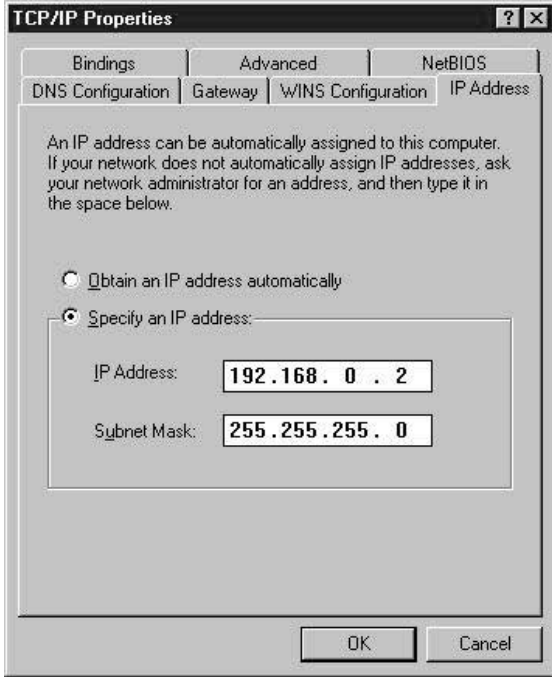 TCP/IP Properties
Bindings
Advanced
NetBIOS
DNS Configuration
Gateway
WINS Configuration
IP Address
An IP address can be automatically assigned to this computer.
If your network does not automatically assign IP addresses, ask
your network administrator for an address, and then type it in
the space below.
Obtain an IP address automatically
Specify an IP address:
IP Address: 192.168. 0 . 2
Subnet Mask: 255.255.255. 0
OK
Cancel